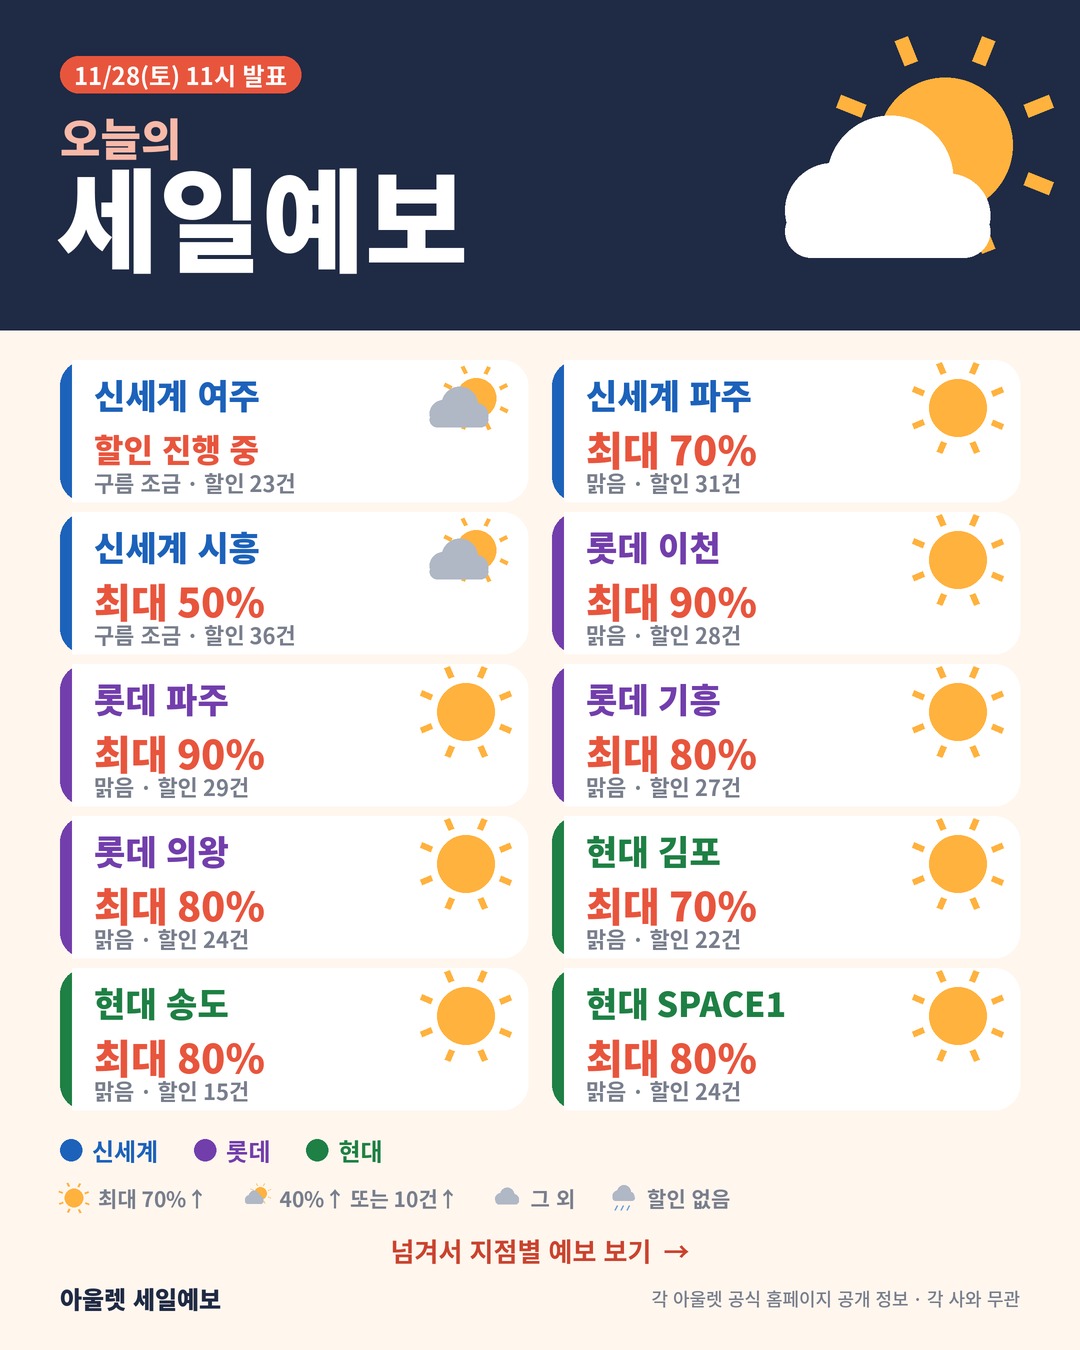 11/28(토) 11시 발표
오늘의
세일예보
신세계 여주
할인 진행 중
구름 조금 · 할인 23건
신세계 파주
최대 70%
맑음 · 할인 31건
신세계 시흥
최대 50%
구름 조금 · 할인 36건
롯데 이천
최대 90%
맑음 · 할인 28건
롯데 파주
최대 90%
맑음 · 할인 29건
롯데 기흥
최대 80%
맑음 · 할인 27건
롯데 의왕
최대 80%
맑음 · 할인 24건
현대 김포
최대 70%
맑음 · 할인 22건
현대 송도
최대 80%
맑음 · 할인 15건
현대 SPACE1
최대 80%
맑음 · 할인 24건
신세계 롯데 현대
최대 70%↑ 40%↑ 또는 10건↑ 그 외 할인 없음
넘겨서 지점별 예보 보기 →
아울렛 세일예보
각 아울렛 공식 홈페이지 공개 정보 · 각 사와 무관